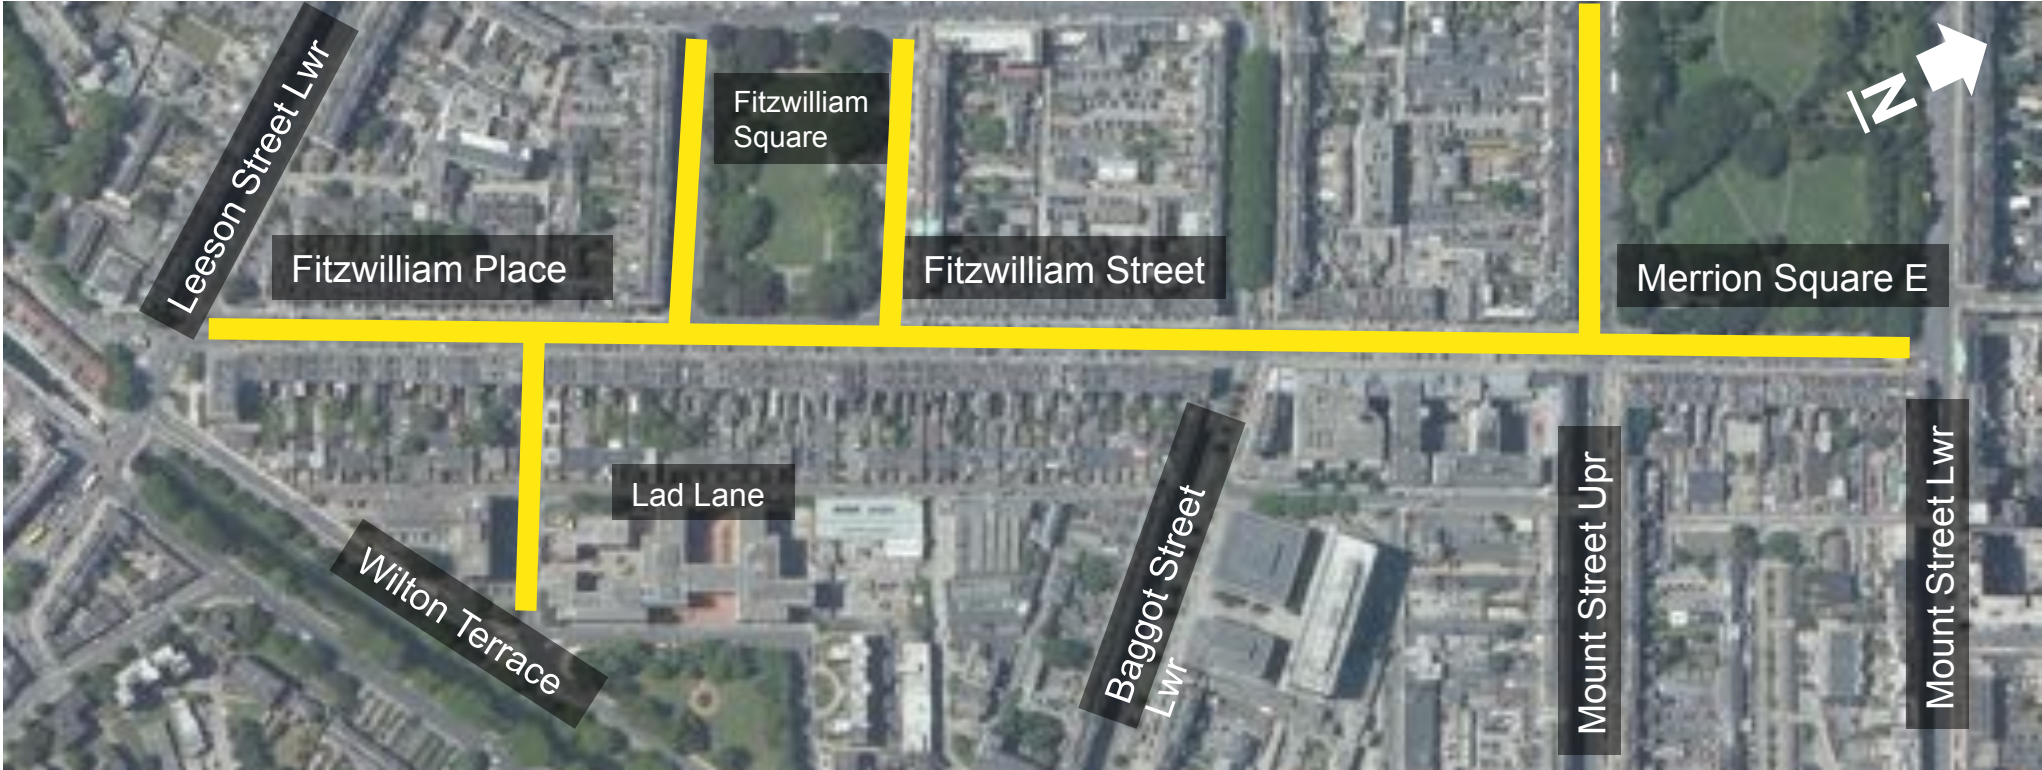 Leeson Street Lwr
Fitzwilliam
Square
N
Fitzwilliam Place
Fitzwilliam Street
Merrion Square E
Lad Lane
Wilton Terrace
Baggot Street
Lwr
Mount Street Upr
Mount Street Lwr